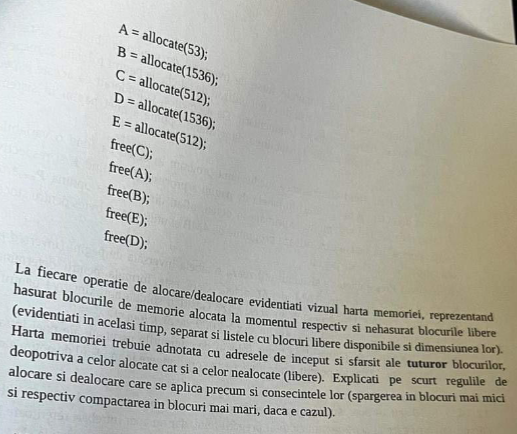 A = allocate(53);
B = allocate(1536);
C = allocate(512);
D = allocate(1536);
E = allocate(512);
free(C);
free(A);
free(B);
free(E);
free(D);
La fiecare operatie de alocare/dealocare evidentiati vizual harta memoriei, reprezentand
hasurat blocurile de memorie alocata la momentul respectiv si nehasurat blocurile libere
(evidentiati in acelasi timp, separat si listele cu blocuri libere disponibile si dimensiunea lor).
Harta memoriei trebuie adnotata cu adresele de inceput si sfarsit ale tuturor blocurilor,
deopotriva a celor alocate cat si a celor nealocate (libere). Explicati pe scurt regulile de
alocare si dealocare care se aplica precum si consecintele lor (spargerea in blocuri mai mici
si respectiv compactarea in blocuri mai mari, daca e cazul).